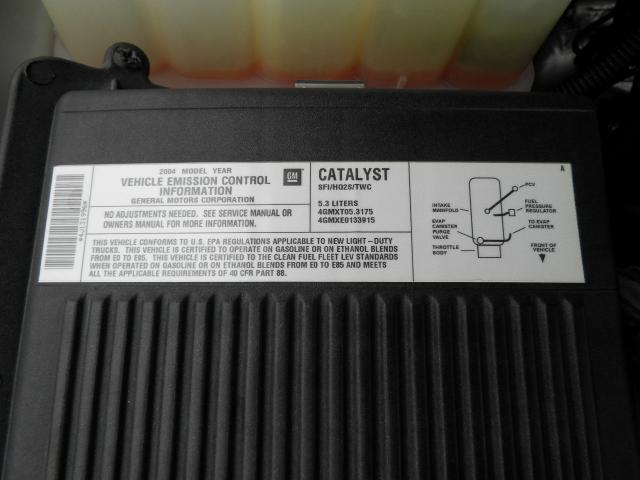 2004 MODEL YEAR
VEHICLE EMISSION CONTROL
INFORMATION
GENERAL MOTORS CORPORATION
GM
NO ADJUSTMENTS NEEDED. SEE SERVICE MANUAL OR
OWNERS MANUAL FOR MORE INFORMATION.
THIS VEHICLE CONFORMS TO U.S. EPA REGULATIONS APPLICABLE TO NEW LIGHT-DUTY
TRUCKS. THIS VEHICLE IS CERTIFIED TO OPERATE ON GASOLINE OR ON ETHANOL BLENDS
FROM E0 TO E85. THIS VEHICLE IS CERTIFIED TO THE CLEAN FUEL FLEET LEV STANDARDS
WHEN OPERATED ON GASOLINE OR ON ETHANOL BLENDS FROM E0 TO E85 AND MEETS
ALL THE APPLICABLE REQUIREMENTS OF 40 CFR PART 88.
CATALYST
SFI/HO2S/TWC
5.3 LITERS
4GMXT05.3175
4GMXE0133915
A
PCV
INTAKE
MANIFOLD
FUEL
PRESSURE
REGULATOR
EVAP
CANISTER
PURGE
VALVE
TO EVAP
CANISTER
THROTTLE
BODY
FRONT OF
VEHICLE